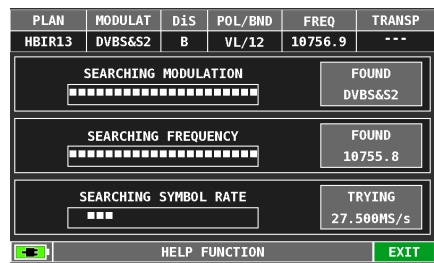 PLAN MODULAT DiS POL/BND FREQ TRANSP
HBIR13 DVBS&S2 B VL/12 10756.9 ---
SEARCHING MODULATION
FOUND
DVBS&S2
SEARCHING FREQUENCY
FOUND
10755.8
SEARCHING SYMBOL RATE
TRYING
27.500MS/s
HELP FUNCTION EXIT